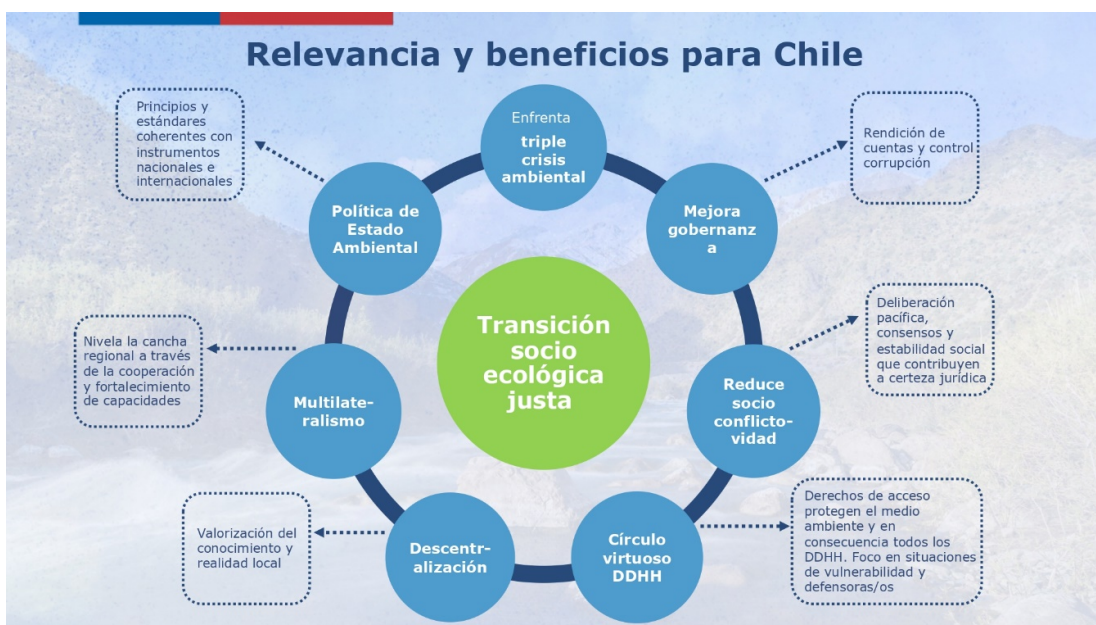 Relevancia y beneficios para Chile
Principios y
estándares
coherentes con
instrumentos
nacionales e
internacionales
Enfrenta
triple
crisis
ambiental
Rendición de
cuentas y control
corrupción
Política de
Estado
Ambiental
Mejora
gobernanz
a
Transición
socio
ecológica
justa
Nivela la cancha
regional a través
de la cooperación
y fortalecimiento
de capacidades
Multilate-
ralismo
Deliberación
pacífica,
consensos y
estabilidad social
que contribuyen
a certeza jurídica
Reduce
socio
conflicto-
vidad
Valorización del
conocimiento y
realidad local
Descentr-
alización
Círculo
virtuoso
DDHH
Derechos de acceso
protegen el medio
ambiente y en
consecuencia todos los
DDHH. Foco en situaciones
de vulnerabilidad y
defensoras/os